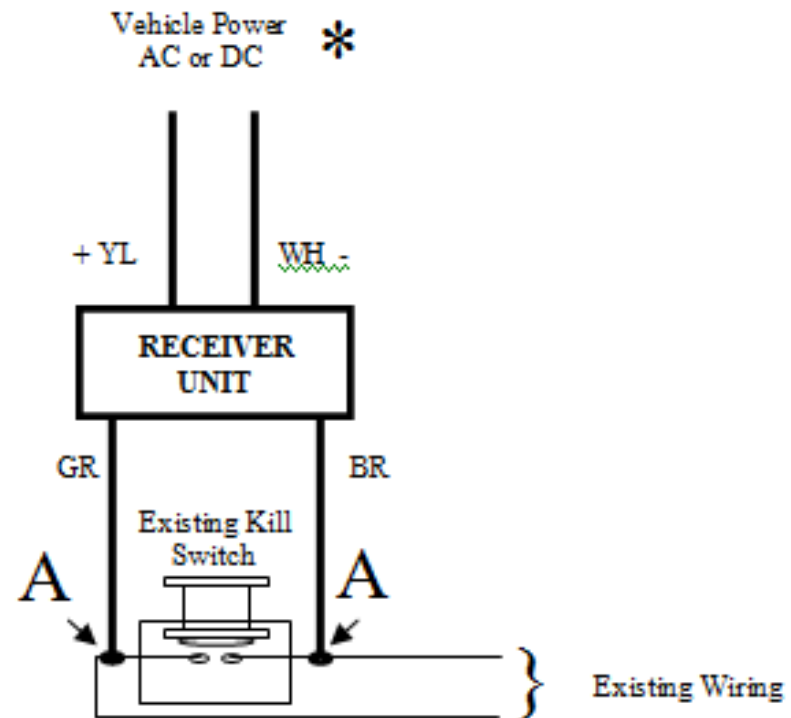 Vehicle Power
AC or DC
*
+ YL
WH -
RECEIVER
UNIT
GR
BR
Existing Kill
Switch
A
A
}
Existing Wiring